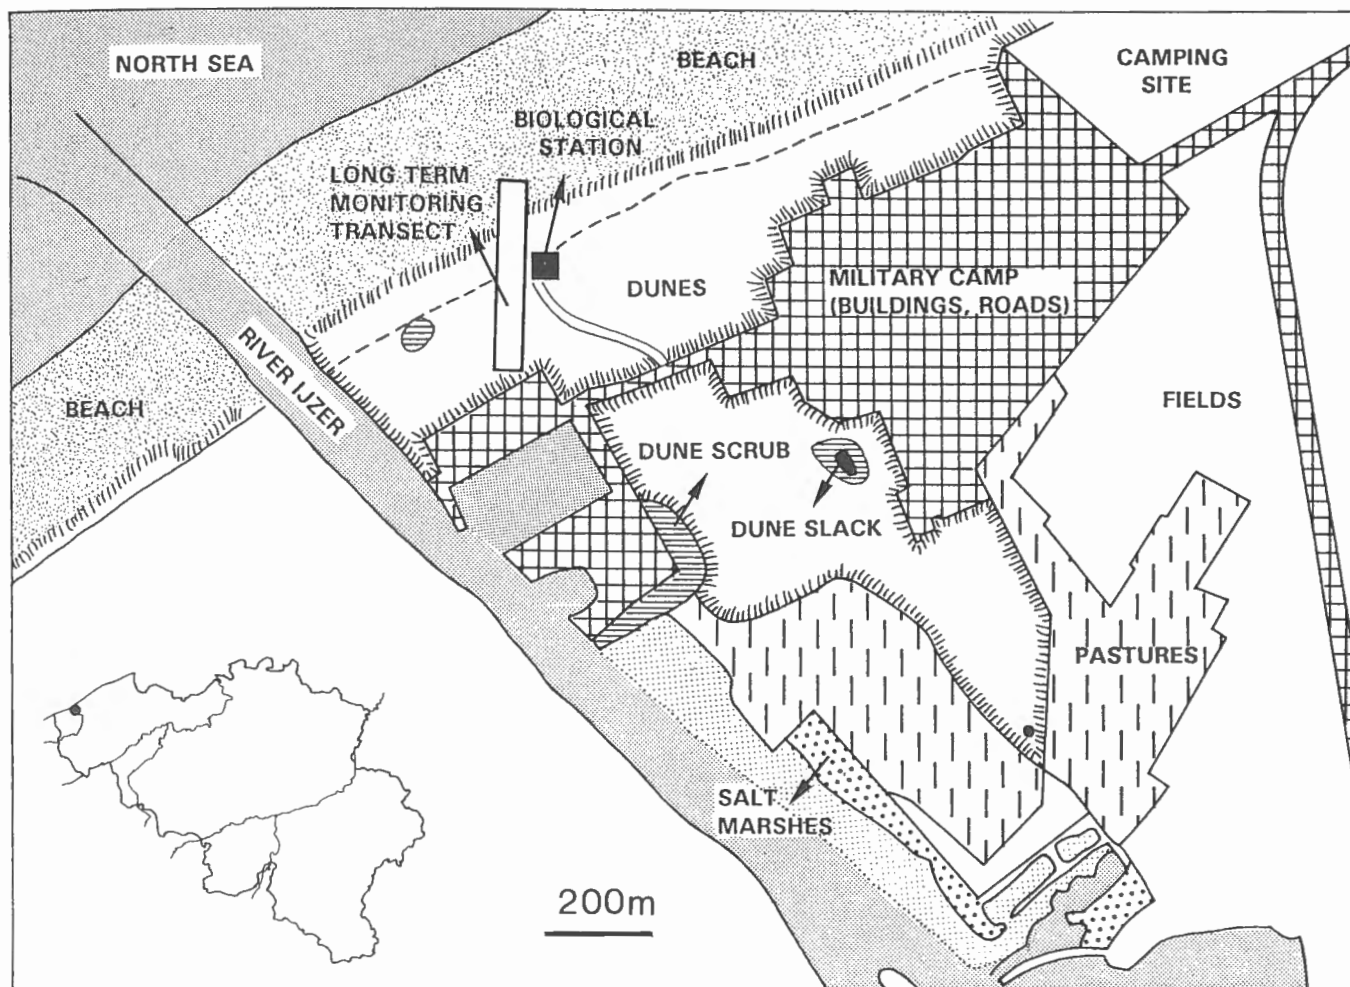 NORTH SEA
BEACH
CAMPING
SITE
BIOLOGICAL
STATION
LONG TERM
MONITORING
TRANSECT
DUNES
MILITARY CAMP
(BUILDINGS, ROADS)
RIVER IJZER
BEACH
FIELDS
DUNE SCRUB
DUNE SLACK
PASTURES
SALT
MARSHES
200m